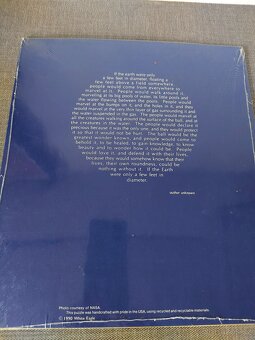 If the earth were only
a few feet in diameter, floating a
few feet above a field somewhere,
people would come from everywhere to
marvel at it. People would walk around it,
marvelling at its big pools of water, its little pools and
the water flowing between the pools. People would
marvel at the bumps on it, and the holes in it, and they
would marvel at the very thin layer of gas surrounding it and
the water suspended in the gas. The people would marvel at
all the creatures walking around the surface of the ball, and at
the creatures in the water. The people would declare it
precious because it was the only one, and they would protect
it so that it would not be hurt. The ball would be the
greatest wonder known, and people would come to
behold it, to be healed, to gain knowledge, to know
beauty and to wonder how it could be. People
would love it, and defend it with their lives,
because they would somehow know that their
lives, their own roundness, could be
nothing without it. If the Earth
were only a few feet in
diameter.
author unknown
Photo courtesy of NASA.
This puzzle was handcrafted with pride in the USA, using recycled and recyclable materials.
© 1990 White Eagle